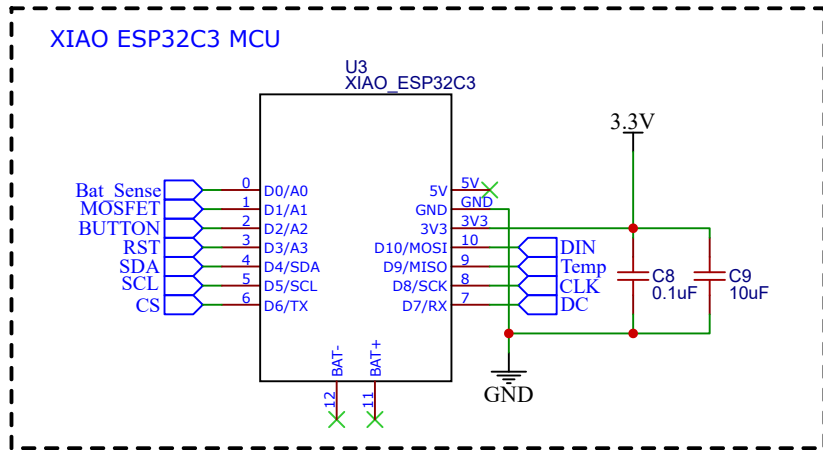 XIAO ESP32C3 MCU
U3
XIAO_ESP32C3
3.3V
Bat_Sense 0 D0/A0
MOSFET 1 D1/A1
BUTTON 2 D2/A2
RST 3 D3/A3
SDA 4 D4/SDA
SCL 5 D5/SCL
CS 6 D6/TX
5V 5V
GND GND
3V3 3V3
D10/MOSI 10 DIN
D9/MISO 9 Temp
D8/SCK 8 CLK
D7/RX 7 DC
C8
0.1uF
C9
10uF
BAT-
12
BAT+
11
GND